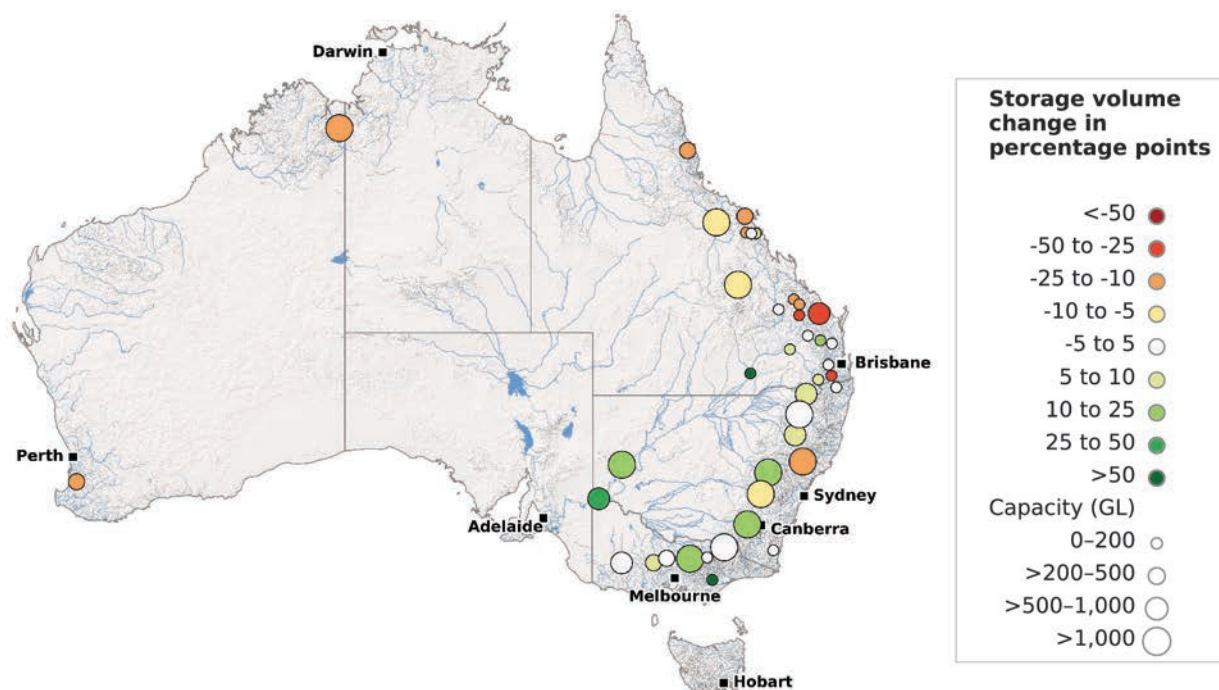 Darwin
Brisbane
Perth
Sydney
Adelaide
Canberra
Melbourne
Hobart
Storage volume
change in
percentage points
<-50
-50 to -25
-25 to -10
-10 to -5
-5 to 5
5 to 10
10 to 25
25 to 50
>50
Capacity (GL)
0–200
>200–500
>500–1,000
>1,000